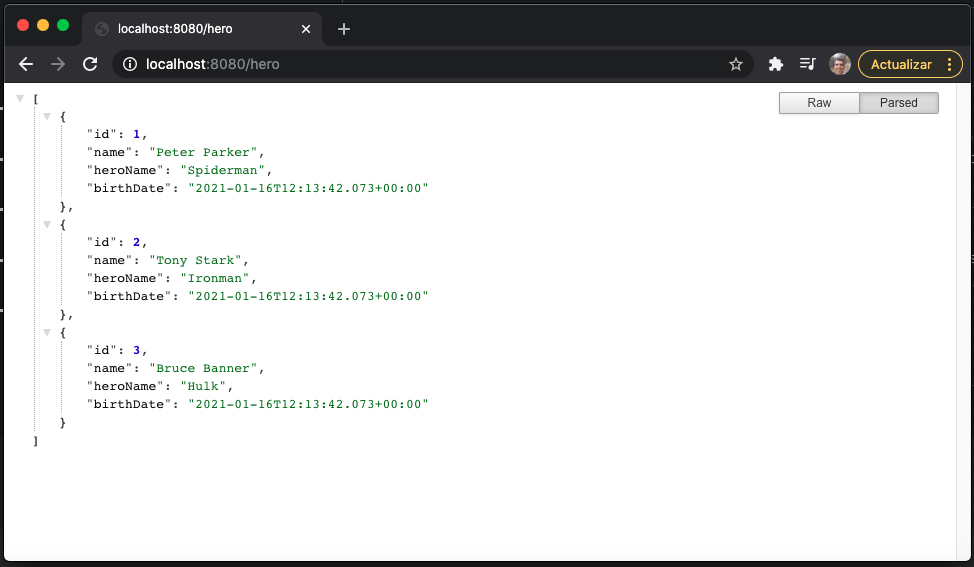 localhost:8080/hero
localhost:8080/hero
Actualizar
Raw Parsed
[
{
"id": 1,
"name": "Peter Parker",
"heroName": "Spiderman",
"birthDate": "2021-01-16T12:13:42.073+00:00"
},
{
"id": 2,
"name": "Tony Stark",
"heroName": "Ironman",
"birthDate": "2021-01-16T12:13:42.073+00:00"
},
{
"id": 3,
"name": "Bruce Banner",
"heroName": "Hulk",
"birthDate": "2021-01-16T12:13:42.073+00:00"
}
]